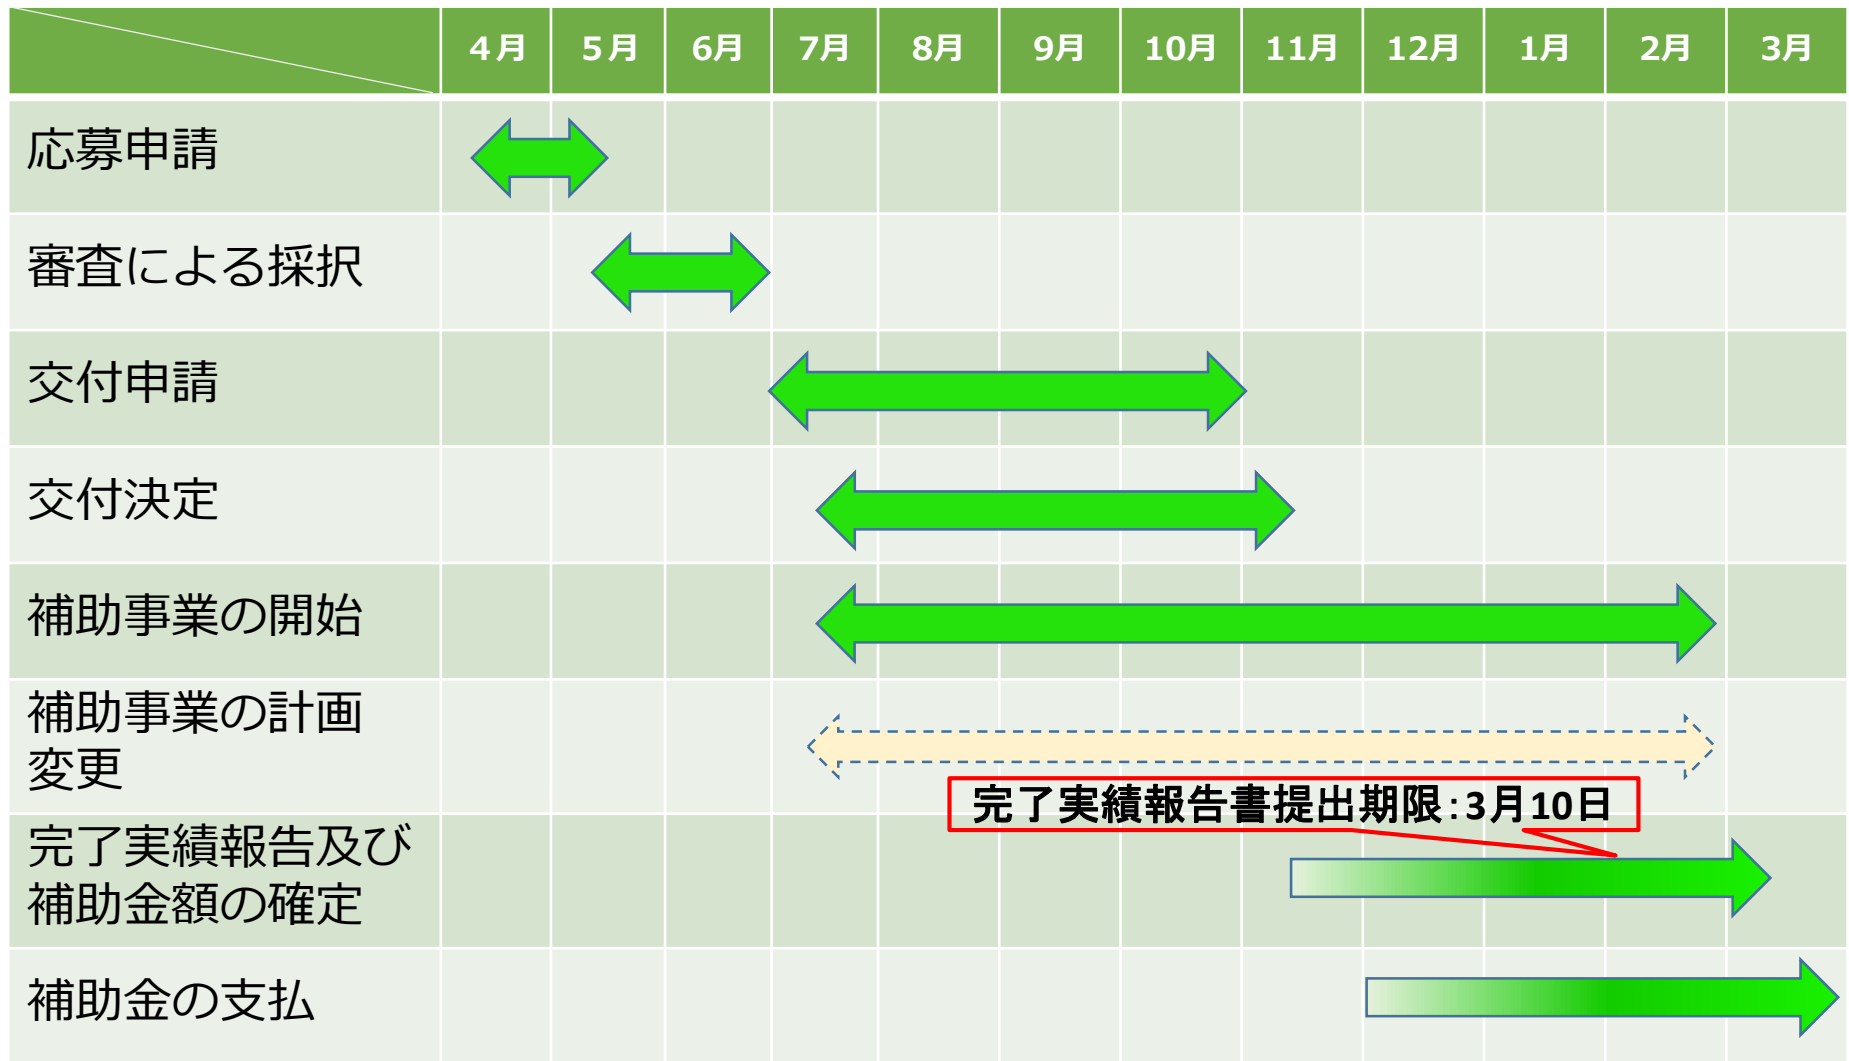 ４月 ５月 6月 7月 8月 9月 10月 11月 12月 1月 2月 3月
応募申請
審査による採択
交付申請
交付決定
補助事業の開始
補助事業の計画
変更
完了実績報告書提出期限：3月10日
完了実績報告及び
補助金額の確定
補助金の支払